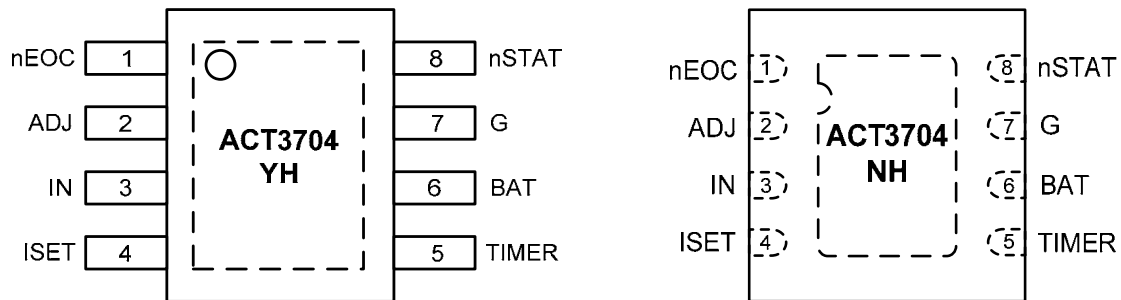 nEOC 1 8 nSTAT
ADJ 2 7 G
IN 3 6 BAT
ISET 4 5 TIMER
ACT3704
YH
nEOC 1 8 nSTAT
ADJ 2 7 G
IN 3 6 BAT
ISET 4 5 TIMER
ACT3704
NH